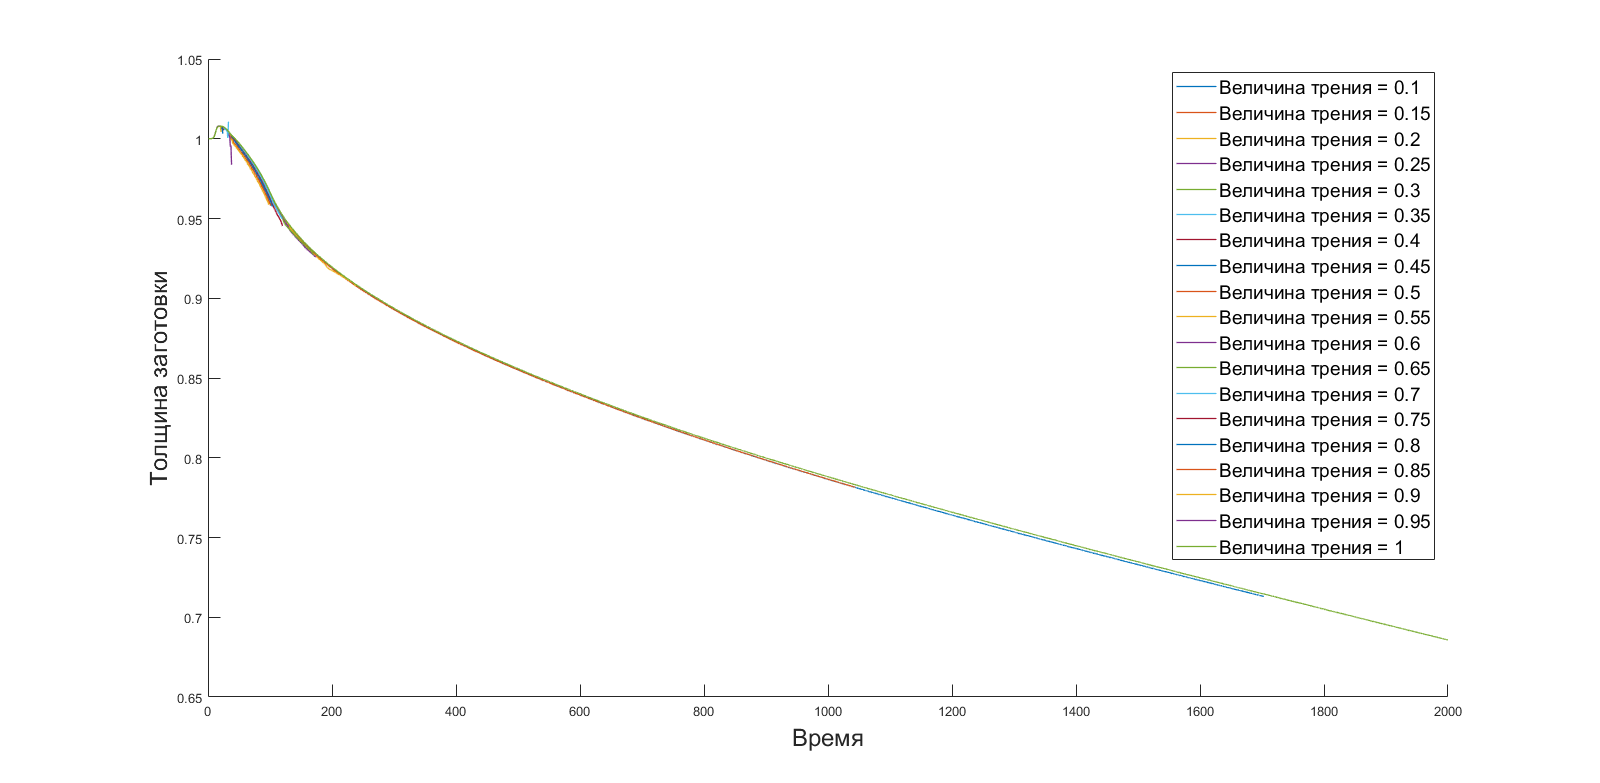 1.05
1
0.95
0.9
0.85
0.8
0.75
0.7
0.65
Толщина заготовки
0
200
400
600
800
1000
1200
1400
1600
1800
2000
Время
Величина трения = 0.1
Величина трения = 0.15
Величина трения = 0.2
Величина трения = 0.25
Величина трения = 0.3
Величина трения = 0.35
Величина трения = 0.4
Величина трения = 0.45
Величина трения = 0.5
Величина трения = 0.55
Величина трения = 0.6
Величина трения = 0.65
Величина трения = 0.7
Величина трения = 0.75
Величина трения = 0.8
Величина трения = 0.85
Величина трения = 0.9
Величина трения = 0.95
Величина трения = 1